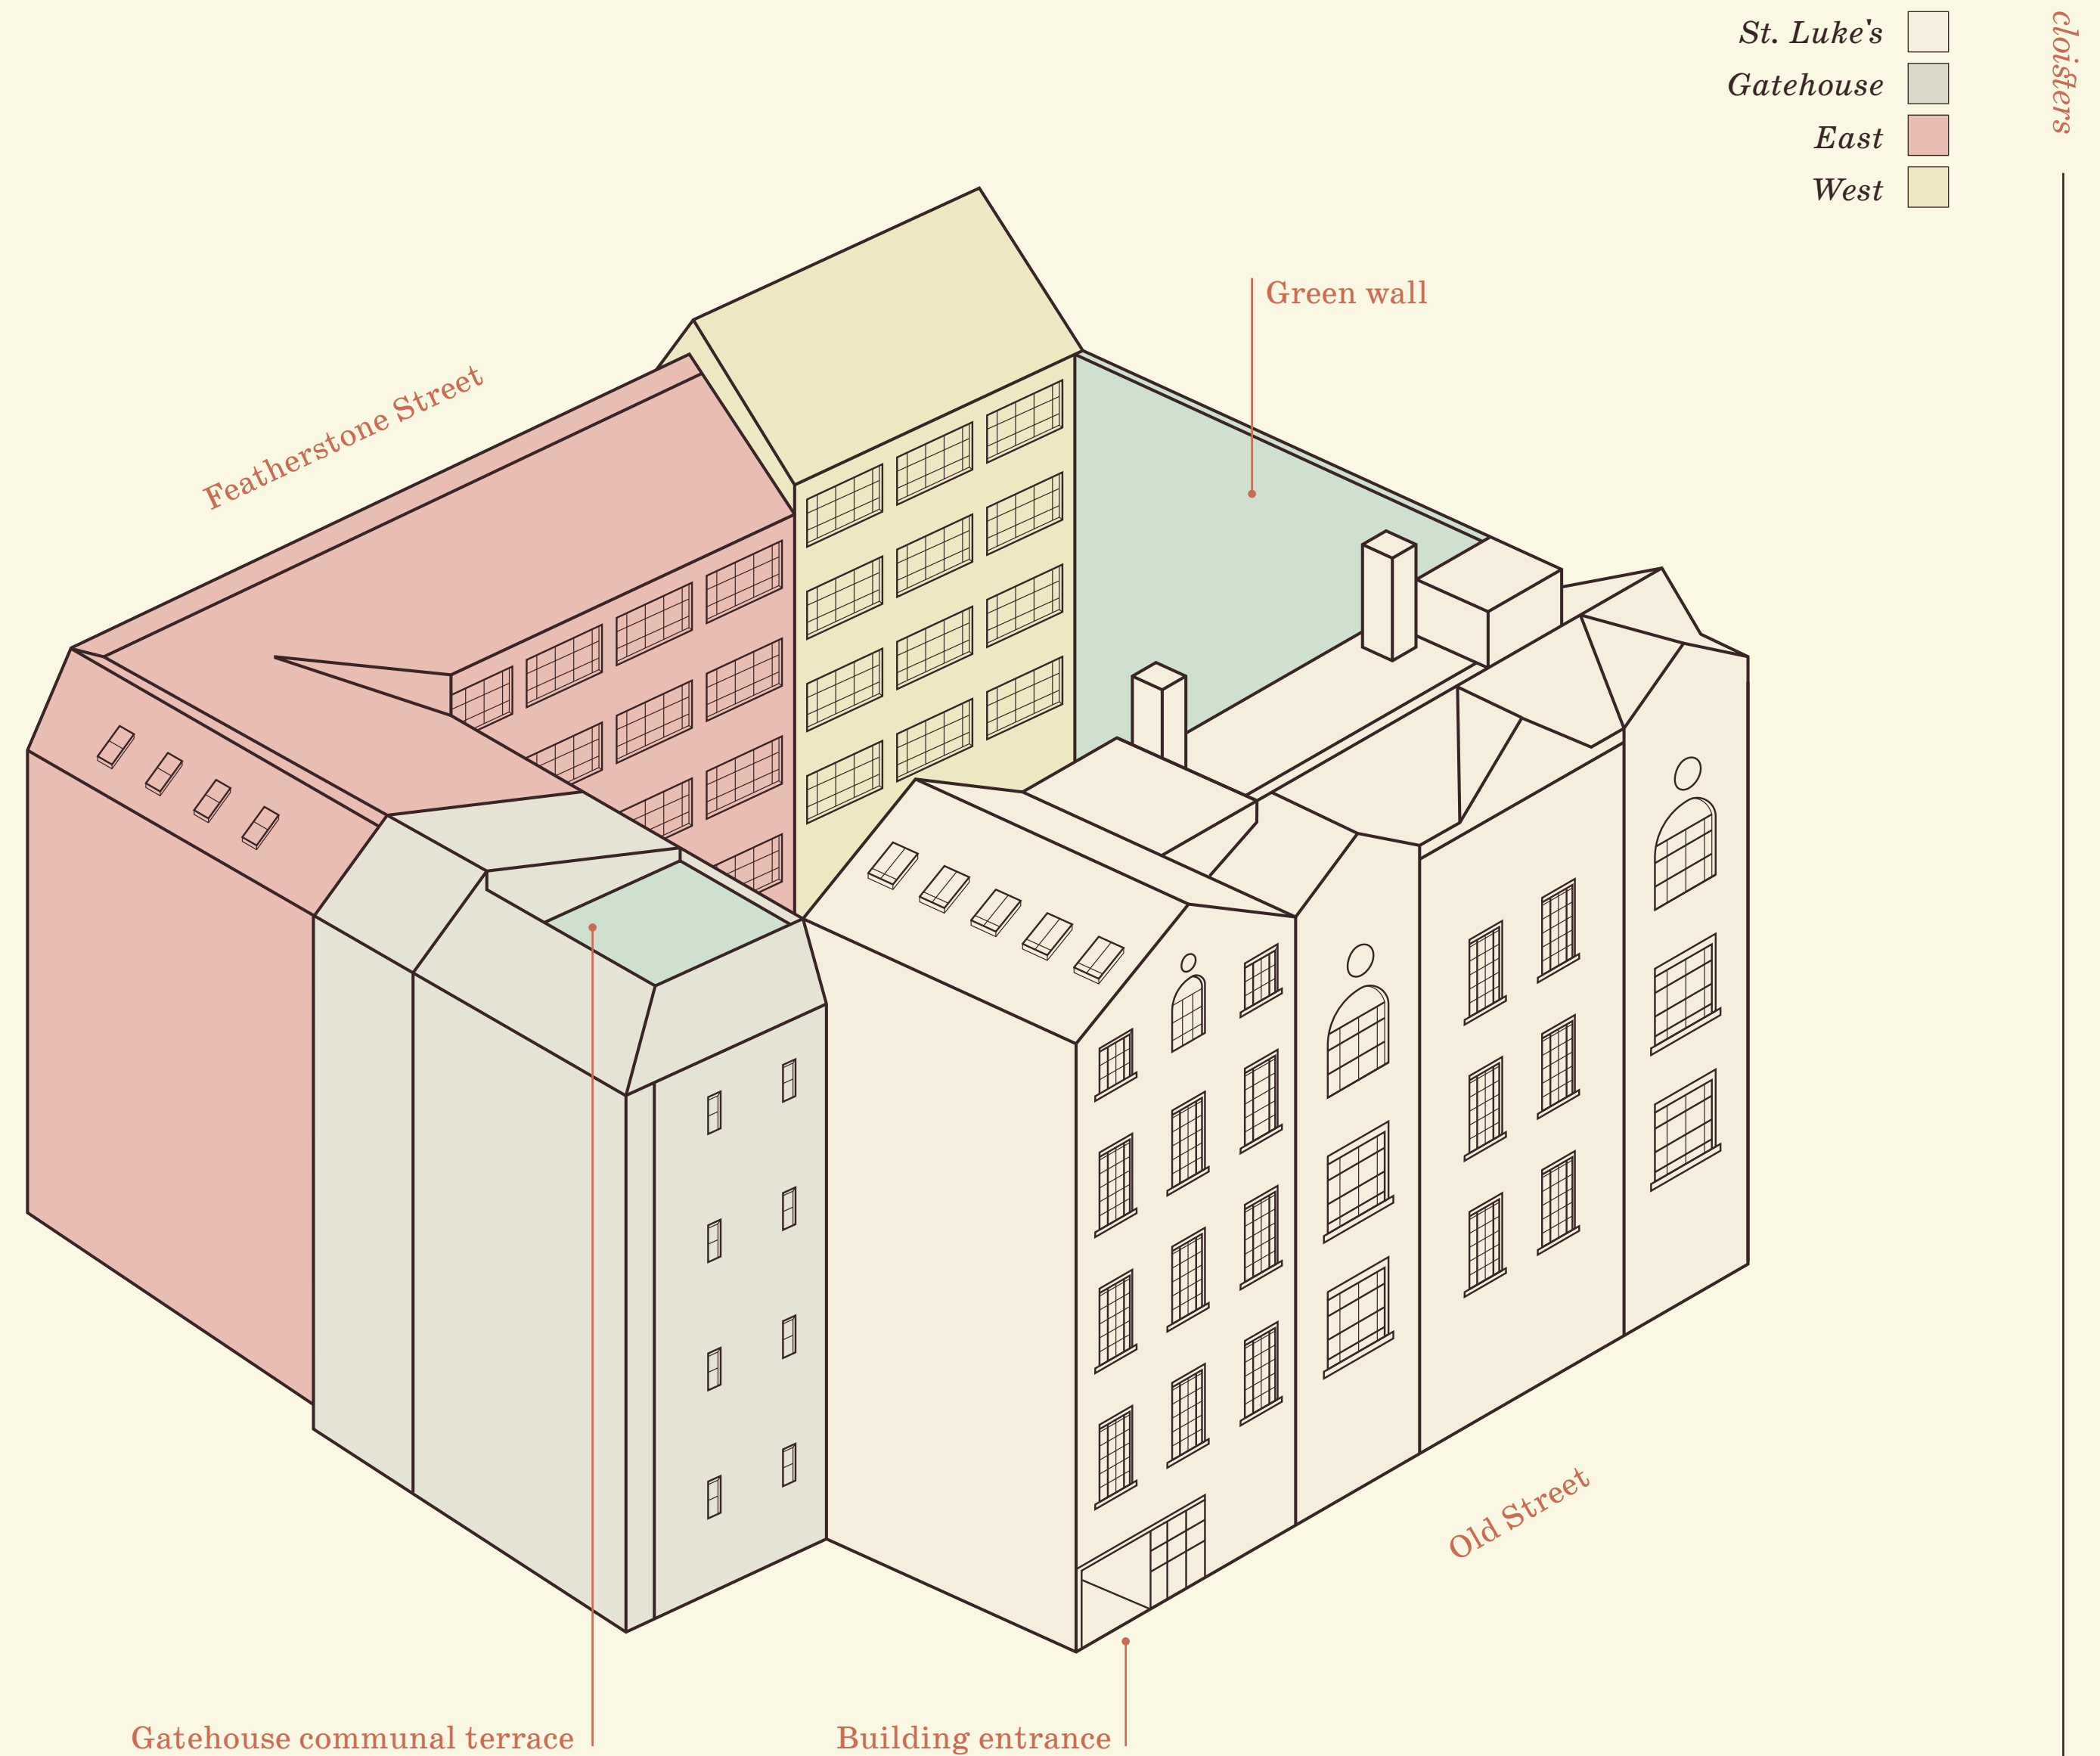 St. Luke's
Gatehouse
East
West
cloisters
Green wall
Featherstone Street
Old Street
Gatehouse communal terrace
Building entrance